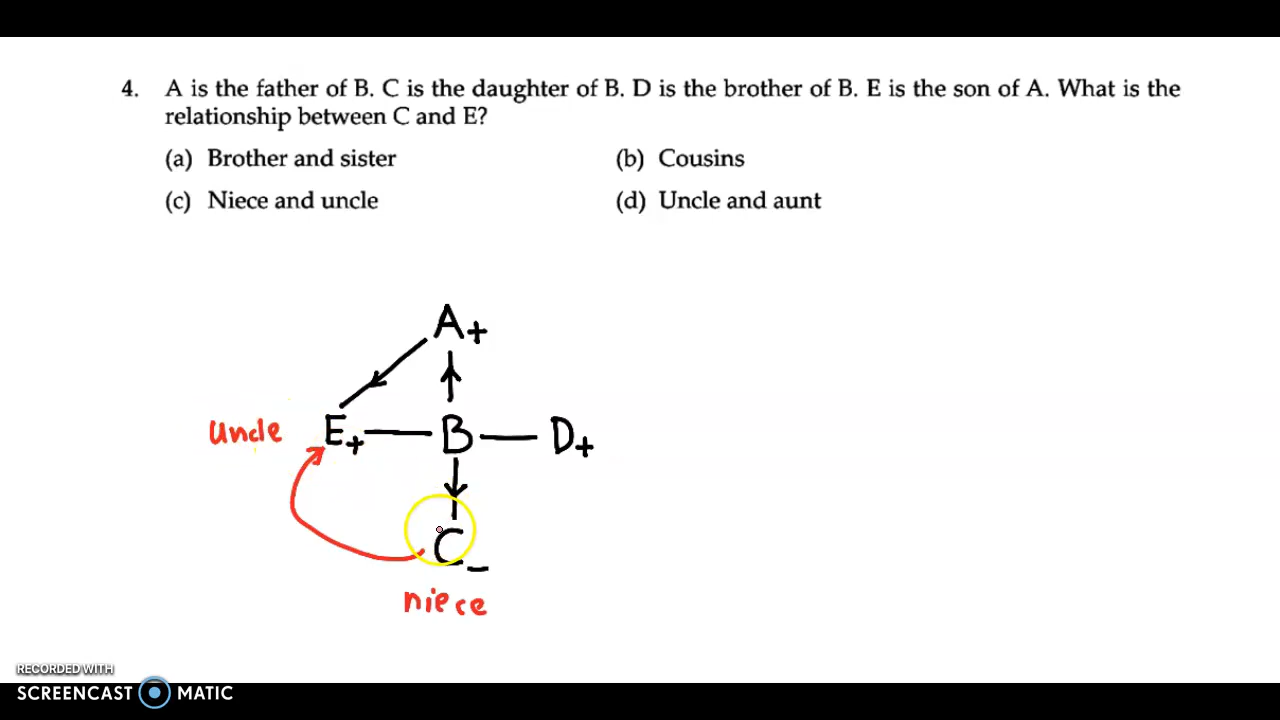 4. A is the father of B. C is the daughter of B. D is the brother of B. E is the son of A. What is the
relationship between C and E?
(a) Brother and sister (b) Cousins
(c) Niece and uncle (d) Uncle and aunt
A+
uncle E+ B D+
C-
niece
RECORDED WITH
SCREENCAST MATIC